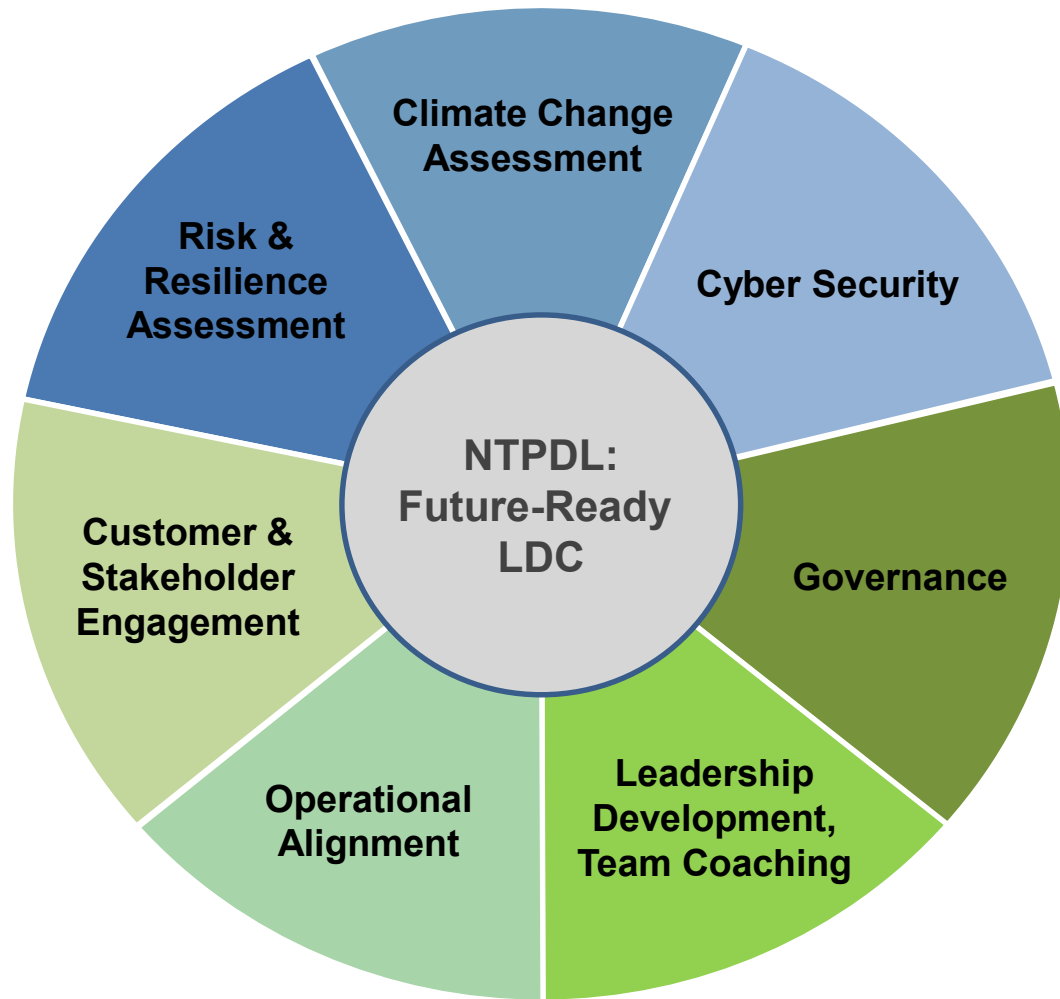 Climate Change
Assessment
Cyber Security
Governance
Leadership
Development,
Team Coaching
Operational
Alignment
Customer &
Stakeholder
Engagement
Risk &
Resilience
Assessment
NTPDL:
Future-Ready
LDC